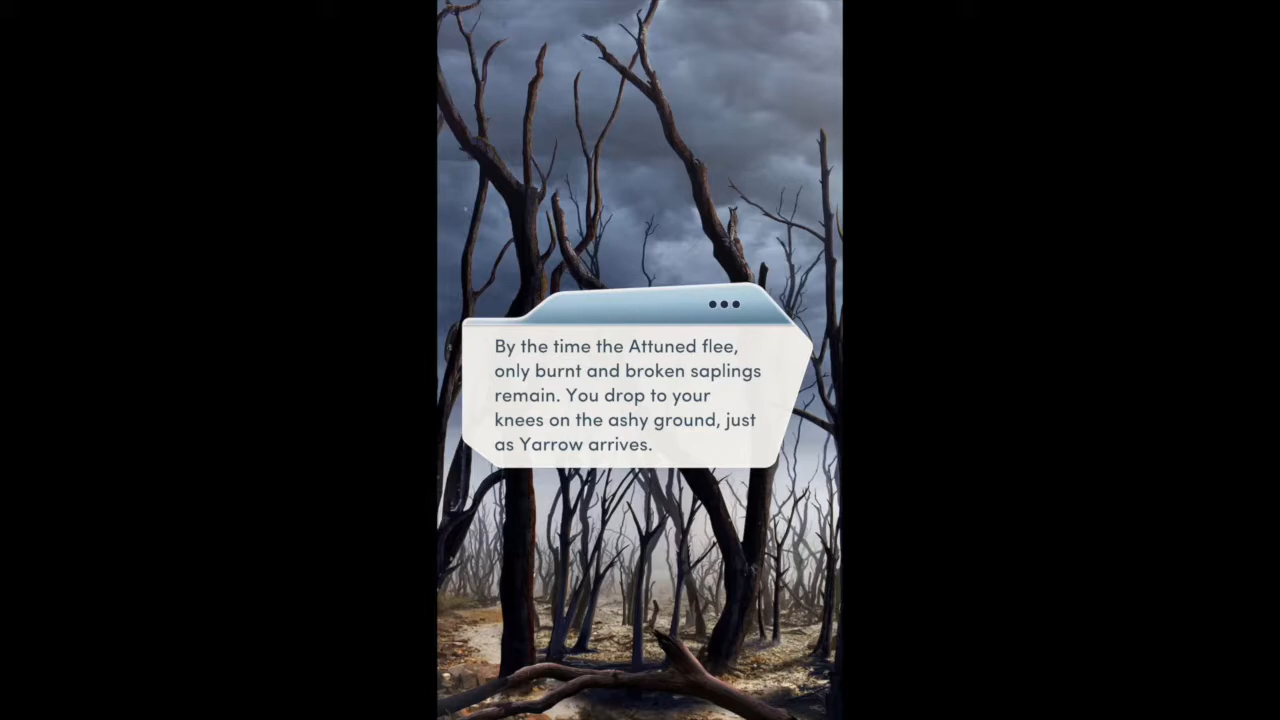 By the time the Attuned flee,
only burnt and broken saplings
remain. You drop to your
knees on the ashy ground, just
as Yarrow arrives.